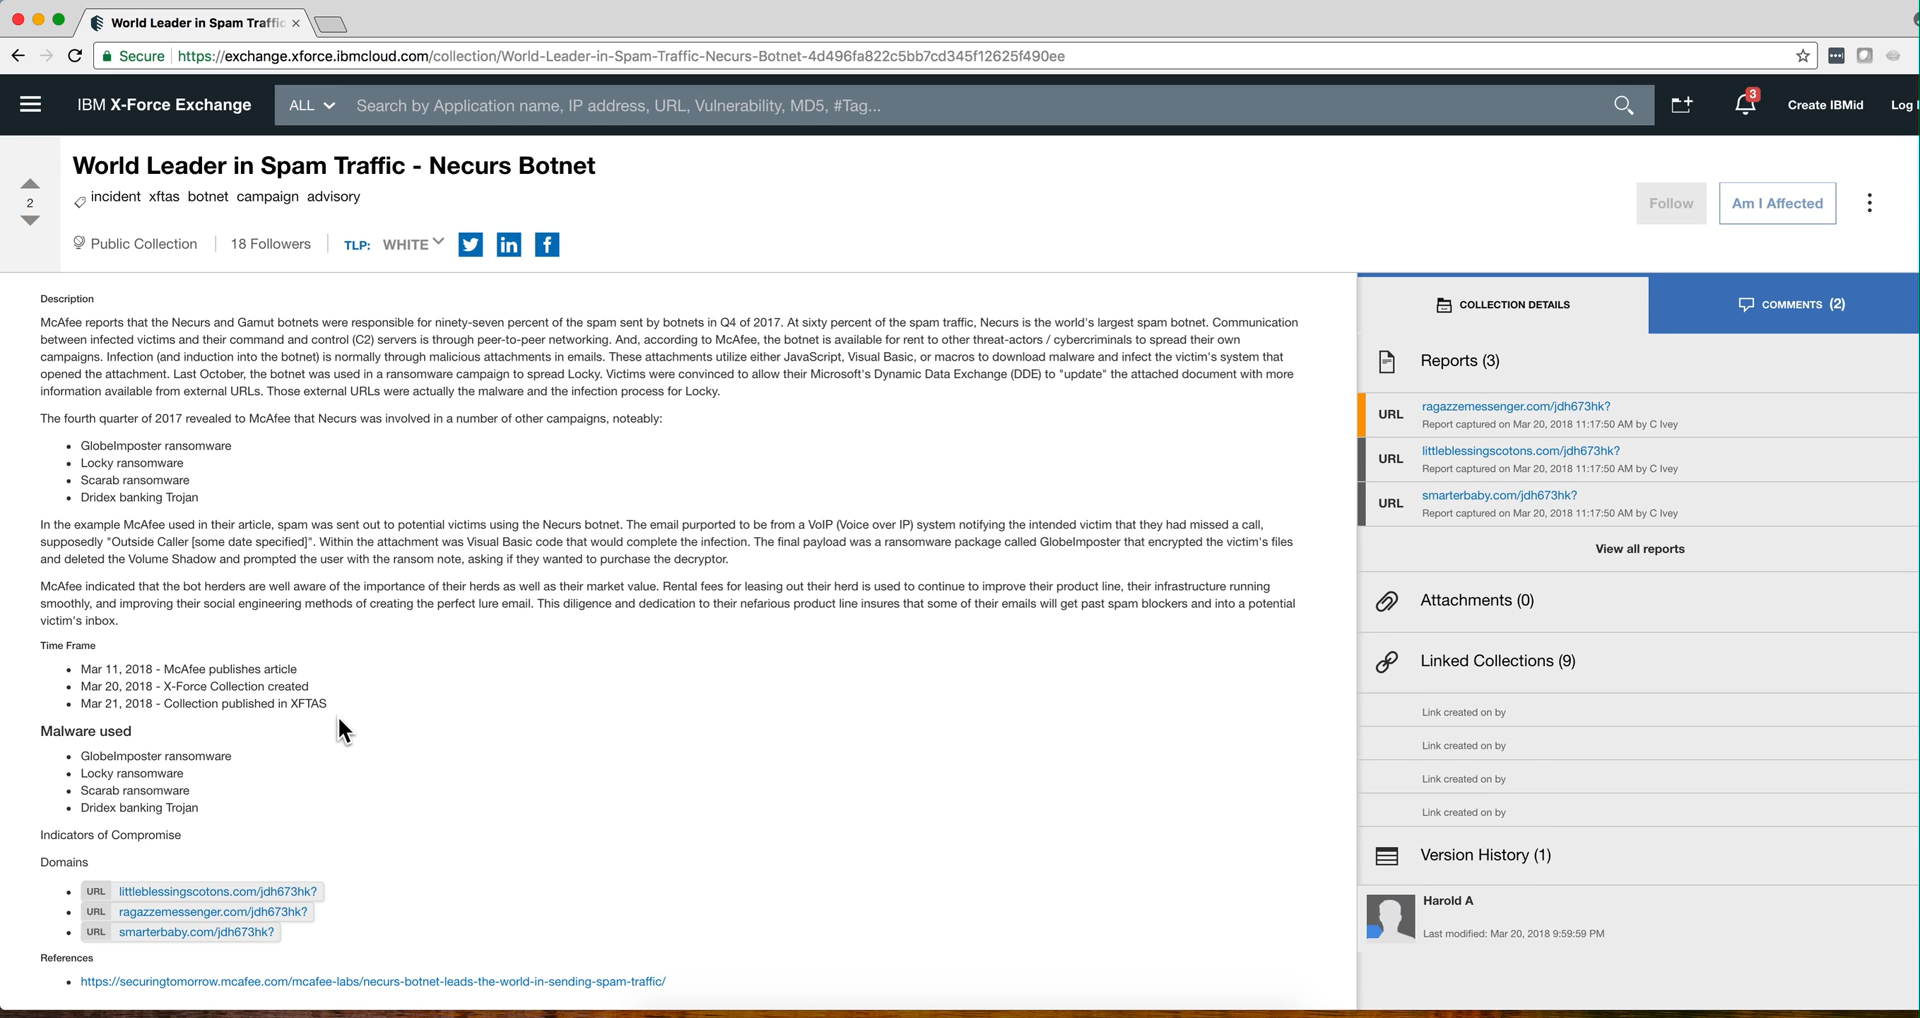 World Leader in Spam Traffic
Secure https://exchange.xforce.ibmcloud.com/collection/World-Leader-in-Spam-Traffic-Necurs-Botnet-4d496fa822c5bb7cd345f12625f490ee
IBM X-Force Exchange ALL Search by Application name, IP address, URL, Vulnerability, MD5, #Tag... 3 Create IBMid Log
World Leader in Spam Traffic - Necurs Botnet
2
incident xftas botnet campaign advisory
Follow Am I Affected
Public Collection 18 Followers TLP: WHITE
Description
McAfee reports that the Necurs and Gamut botnets were responsible for ninety-seven percent of the spam sent by botnets in Q4 of 2017. At sixty percent of the spam traffic, Necurs is the world's largest spam botnet. Communication
between infected victims and their command and control (C2) servers is through peer-to-peer networking. And, according to McAfee, the botnet is available for rent to other threat-actors / cybercriminals to spread their own
campaigns. Infection (and induction into the botnet) is normally through malicious attachments in emails. These attachments utilize either JavaScript, Visual Basic, or macros to download malware and infect the victim's system that
opened the attachment. Last October, the botnet was used in a ransomware campaign to spread Locky. Victims were convinced to allow their Microsoft's Dynamic Data Exchange (DDE) to "update" the attached document with more
information available from external URLs. Those external URLs were actually the malware and the infection process for Locky.
The fourth quarter of 2017 revealed to McAfee that Necurs was involved in a number of other campaigns, noteably:
• GlobeImposter ransomware
• Locky ransomware
• Scarab ransomware
• Dridex banking Trojan
In the example McAfee used in their article, spam was sent out to potential victims using the Necurs botnet. The email purported to be from a VoIP (Voice over IP) system notifying the intended victim that they had missed a call,
supposedly "Outside Caller [some date specified]". Within the attachment was Visual Basic code that would complete the infection. The final payload was a ransomware package called GlobeImposter that encrypted the victim's files
and deleted the Volume Shadow and prompted the user with the ransom note, asking if they wanted to purchase the decryptor.
McAfee indicated that the bot herders are well aware of the importance of their herds as well as their market value. Rental fees for leasing out their herd is used to continue to improve their product line, their infrastructure running
smoothly, and improving their social engineering methods of creating the perfect lure email. This diligence and dedication to their nefarious product line insures that some of their emails will get past spam blockers and into a potential
victim's inbox.
Time Frame
• Mar 11, 2018 - McAfee publishes article
• Mar 20, 2018 - X-Force Collection created
• Mar 21, 2018 - Collection published in XFTAS
Malware used
• GlobeImposter ransomware
• Locky ransomware
• Scarab ransomware
• Dridex banking Trojan
Indicators of Compromise
Domains
• URL littleblessingscotons.com/jdh673hk?
• URL ragazzemessenger.com/jdh673hk?
• URL smarterbaby.com/jdh673hk?
References
• https://securingtomorrow.mcafee.com/mcafee-labs/necurs-botnet-leads-the-world-in-sending-spam-traffic/
COLLECTION DETAILS COMMENTS (2)
Reports (3)
URL ragazzemessenger.com/jdh673hk?
Report captured on Mar 20, 2018 11:17:50 AM by C Ivey
URL littleblessingscotons.com/jdh673hk?
Report captured on Mar 20, 2018 11:17:50 AM by C Ivey
URL smarterbaby.com/jdh673hk?
Report captured on Mar 20, 2018 11:17:50 AM by C Ivey
View all reports
Attachments (0)
Linked Collections (9)
Link created on by
Link created on by
Link created on by
Link created on by
Version History (1)
Harold A
Last modified: Mar 20, 2018 9:59:59 PM